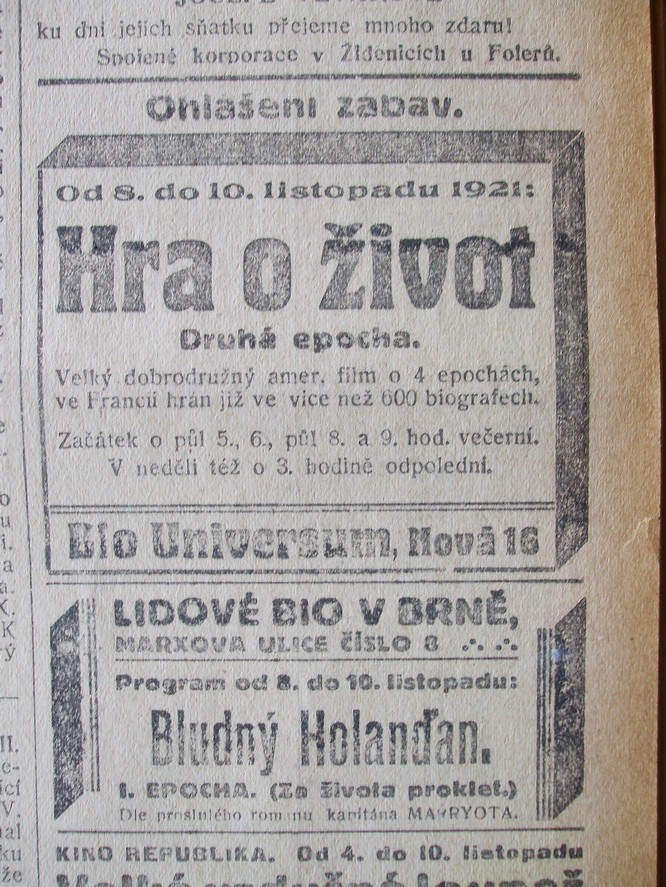 ku dni jejich sňatku přejeme mnoho zdaru!
Spojené korporace v Židenicích u Folerů.
Ohlášení zábav.
Od 8. do 10. listopadu 1921:
Hra o život
Druhá epocha.
Velký dobrodružný amer. film o 4 epochách,
ve Francii hrán již ve více než 600 biografech.
Začátek o půl 5., 6., půl 8. a 9. hod. večerní.
V neděli též o 3. hodině odpolední.
Bio Universum, Nová 16
LIDOVÉ BIO V BRNĚ,
MARXOVA ULICE ČÍSLO 8
Program od 8. do 10. listopadu:
Bludný Holanďan.
I. EPOCHA. (Za života proklet.)
Dle proslulého románu kapitána MARRYOTA.
KINO REPUBLIKA. Od 4. do 10. listopadu